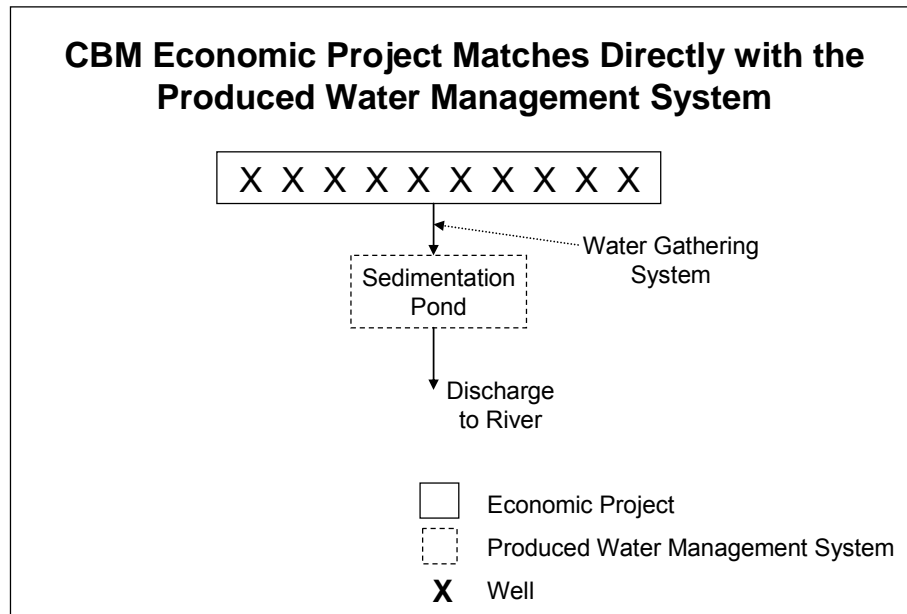 CBM Economic Project Matches Directly with the
Produced Water Management System
X X X X X X X X X X
Water Gathering
System
Sedimentation
Pond
Discharge
to River
Economic Project
Produced Water Management System
X Well